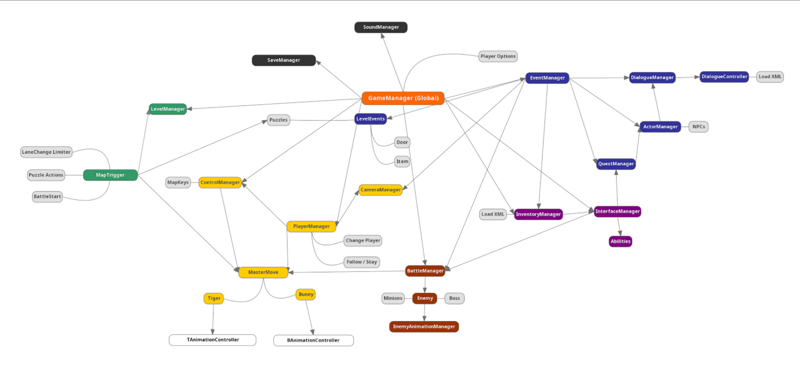 SoundManager
SaveManager
Player Options
EventManager
DialogueManager
DialogueController
Load XML
GameManager (Global)
LevelManager
Puzzles
LevelEvents
ActorManager
NPCs
Door
Item
LaneChange Limiter
Puzzle Actions
MapTrigger
BattleStart
MapKeys
ControlManager
CameraManager
QuestManager
Load XML
InventoryManager
InterfaceManager
PlayerManager
Change Player
Abilities
Follow / Stay
MasterMove
BattleManager
Tiger
Bunny
Minions
Enemy
Boss
EnemyAnimationManager
TAnimationController
BAnimationController